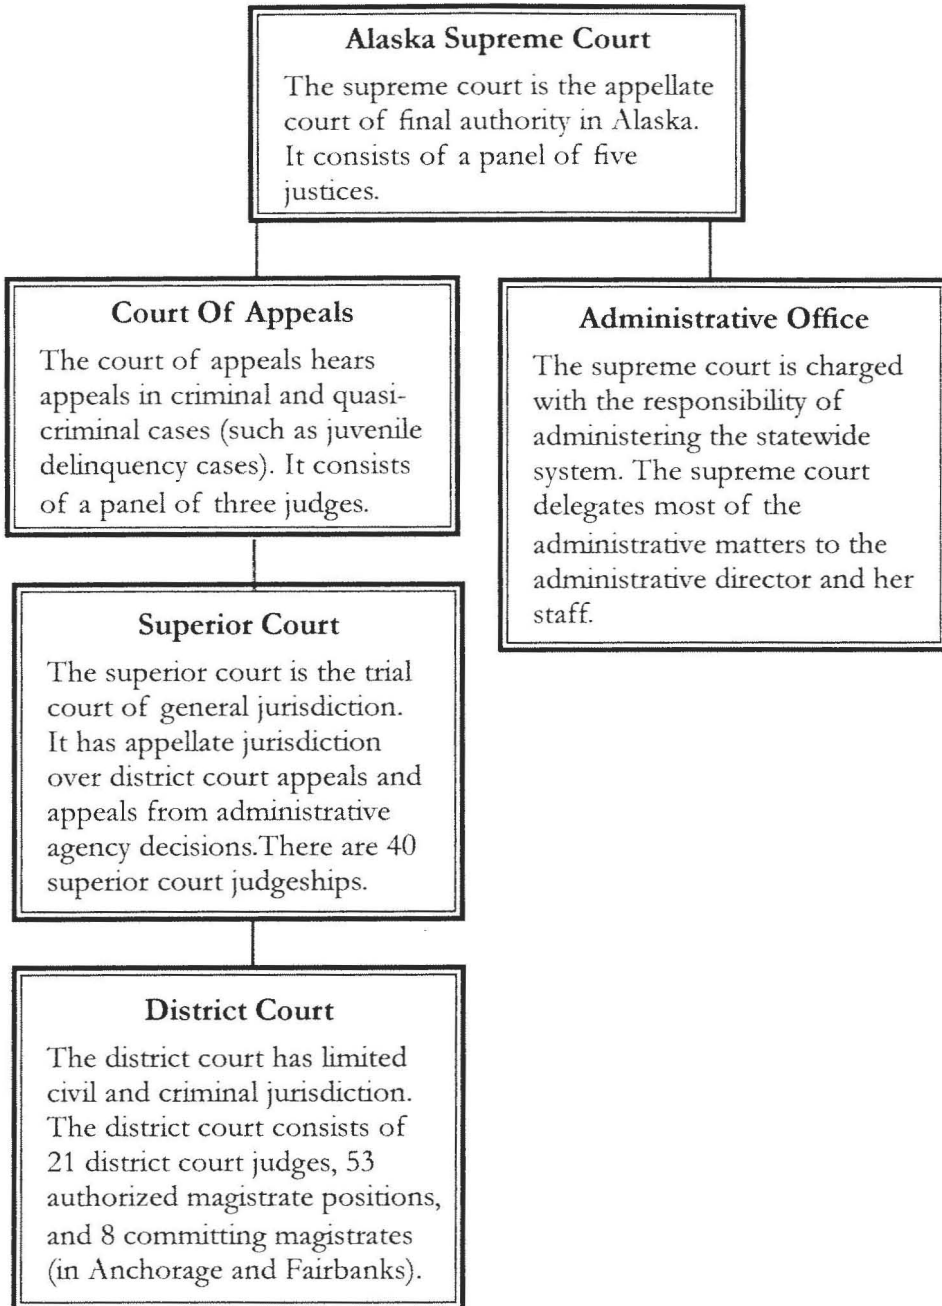 Alaska Supreme Court
The supreme court is the appellate
court of final authority in Alaska.
It consists of a panel of five
justices.
Court Of Appeals
The court of appeals hears
appeals in criminal and quasi-
criminal cases (such as juvenile
delinquency cases). It consists
of a panel of three judges.
Administrative Office
The supreme court is charged
with the responsibility of
administering the statewide
system. The supreme court
delegates most of the
administrative matters to the
administrative director and her
staff.
Superior Court
The superior court is the trial
court of general jurisdiction.
It has appellate jurisdiction
over district court appeals and
appeals from administrative
agency decisions.There are 40
superior court judgeships.
District Court
The district court has limited
civil and criminal jurisdiction.
The district court consists of
21 district court judges, 53
authorized magistrate positions,
and 8 committing magistrates
(in Anchorage and Fairbanks).